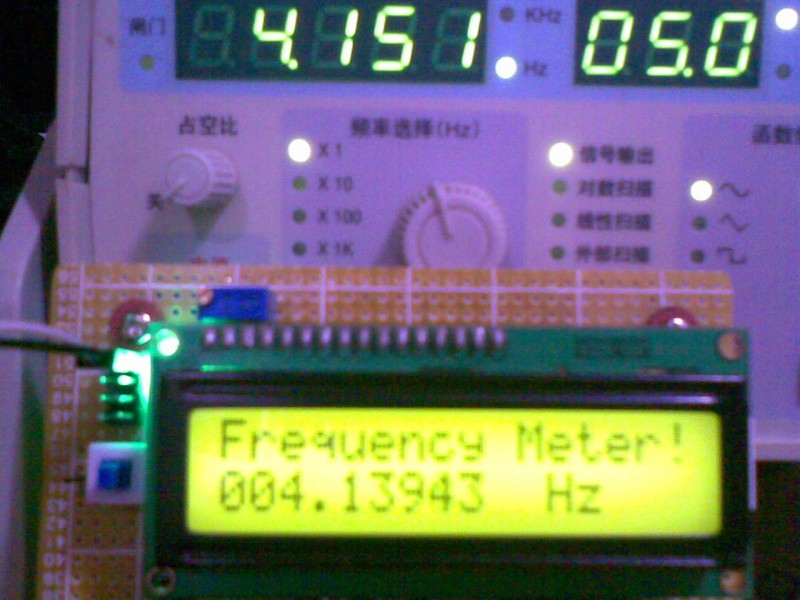 闸门
4.151
KHz
Hz
05.0
占空比
关
频率选择(Hz)
X 1
X 10
X 100
X 1K
信号输出
对数扫描
线性扫描
外部扫描
函数
Frequency Meter!
004.13943 Hz